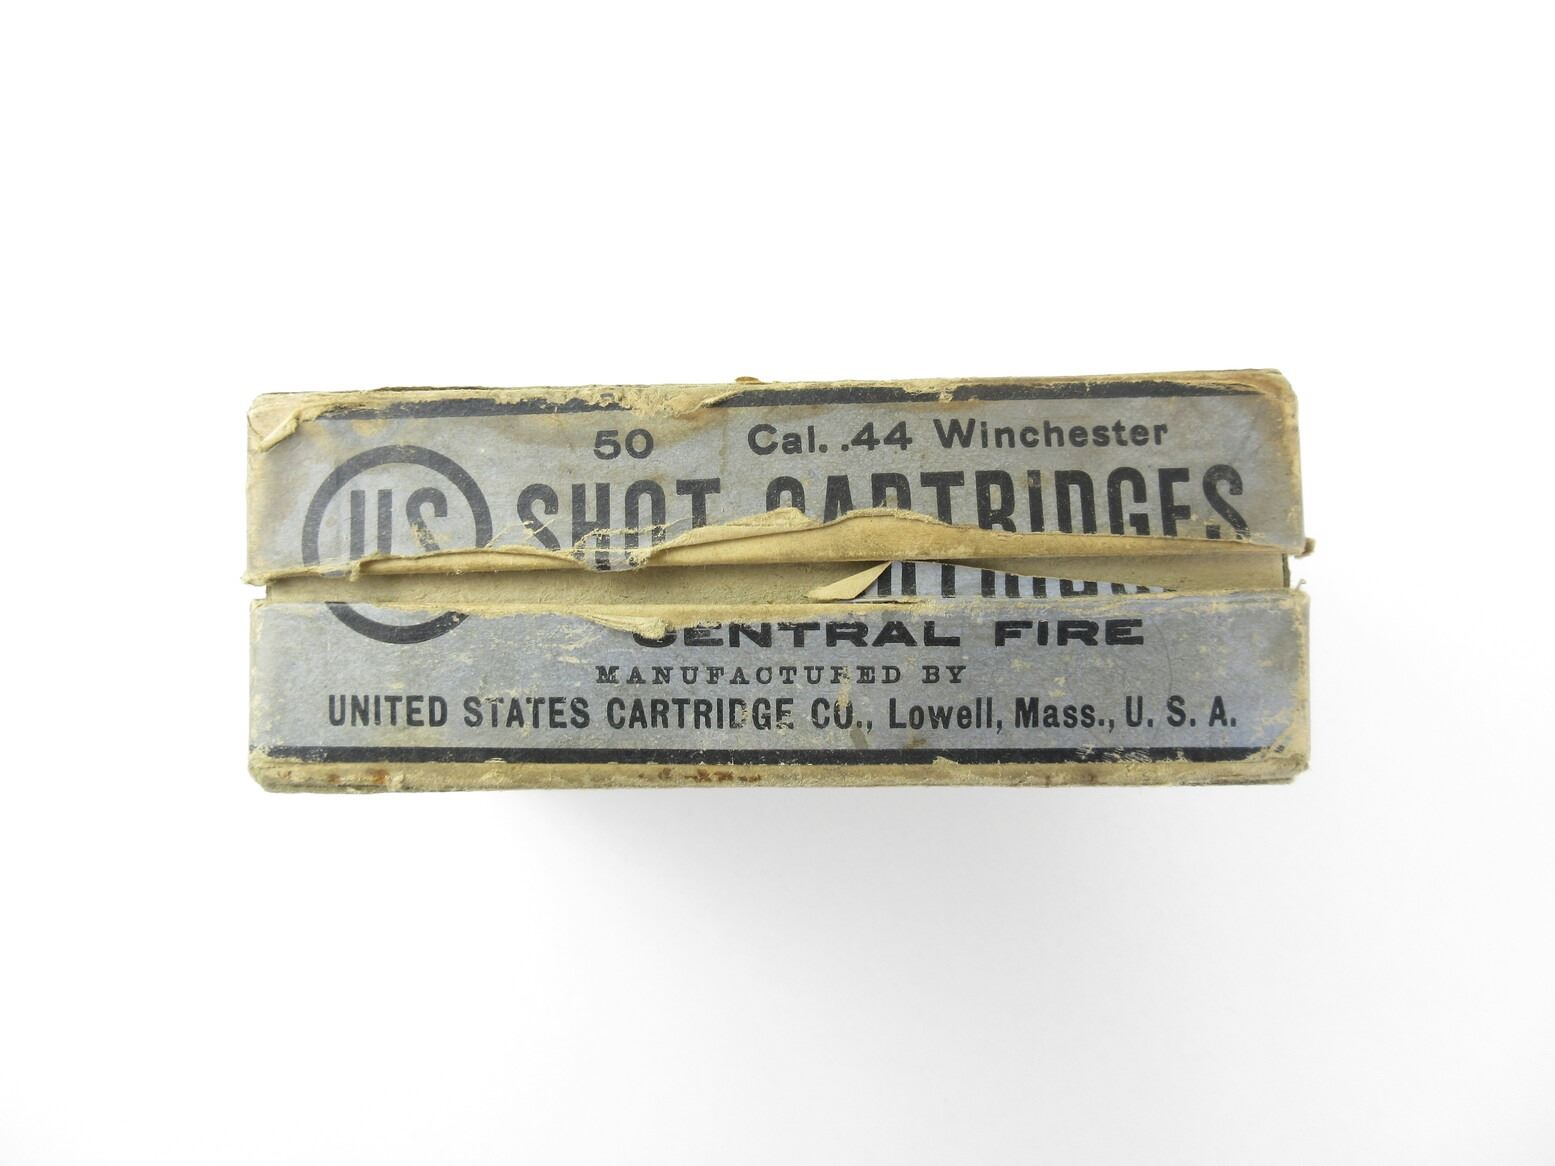 50 Cal. .44 Winchester
US SHOT CARTRIDGES
CENTRAL FIRE
MANUFACTURED BY
UNITED STATES CARTRIDGE CO., Lowell, Mass., U. S. A.